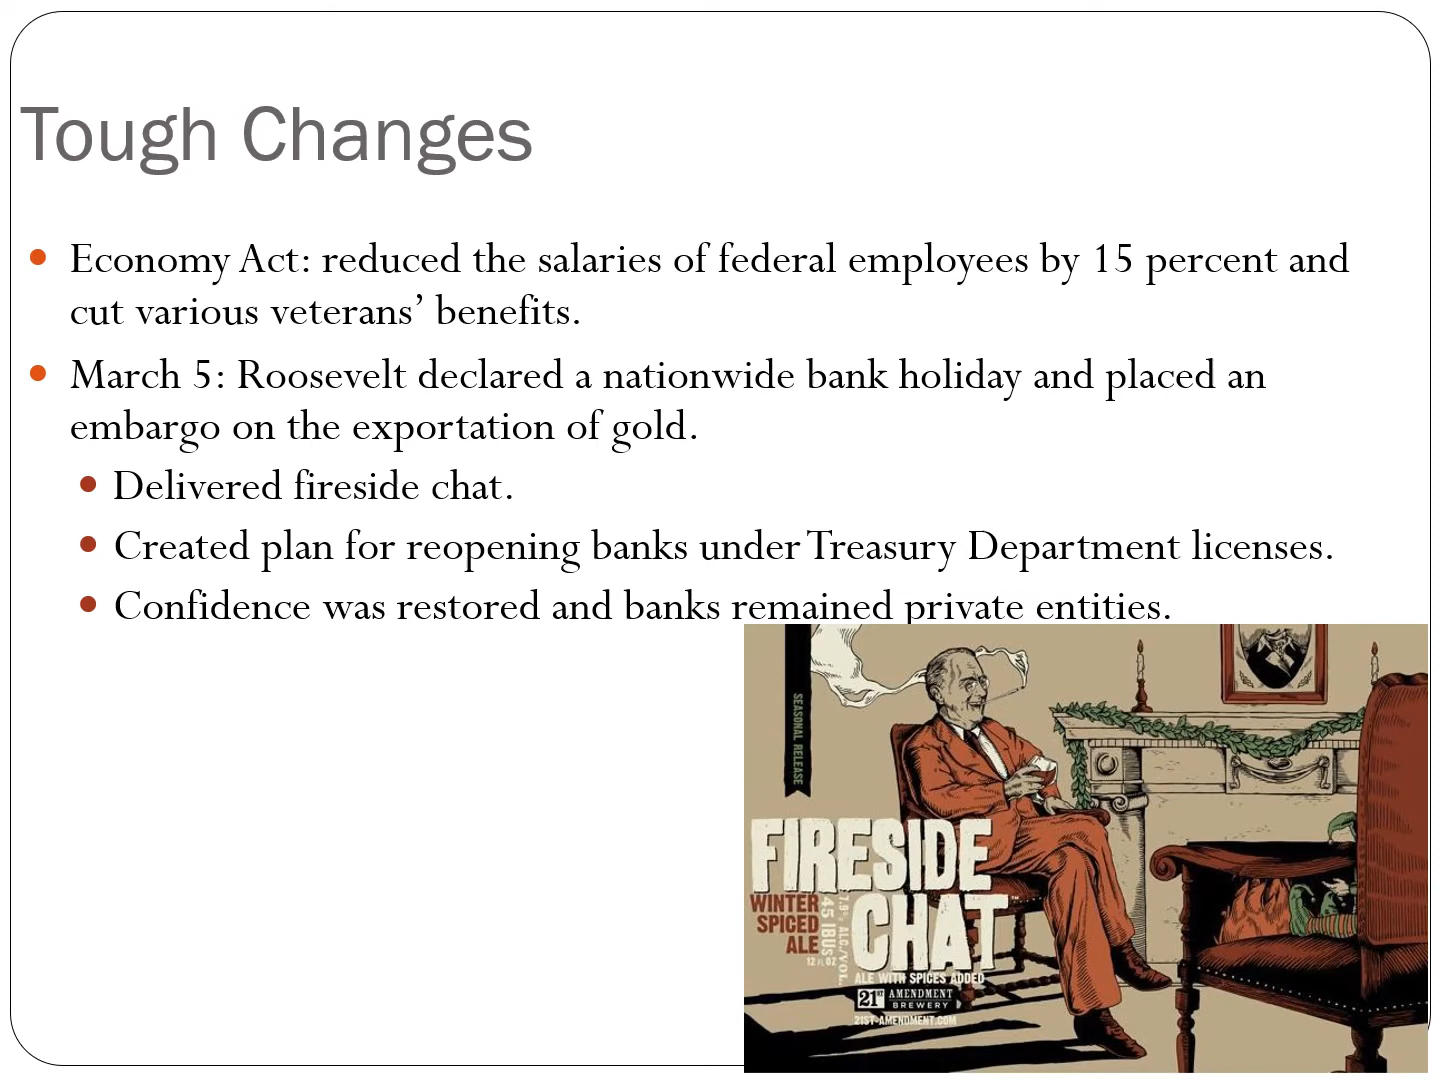 Tough Changes
Economy Act: reduced the salaries of federal employees by 15 percent and
cut various veterans’ benefits.
March 5: Roosevelt declared a nationwide bank holiday and placed an
embargo on the exportation of gold.
Delivered fireside chat.
Created plan for reopening banks under Treasury Department licenses.
Confidence was restored and banks remained private entities.
SEASONAL RELEASE
FIRESIDE
CHAT™
WINTER
SPICED
ALE
12 FL OZ
45 IBUs
7.9% ALC./VOL.
ALE WITH SPICES ADDED
21ST AMENDMENT
BREWERY
21ST-AMENDMENT.COM